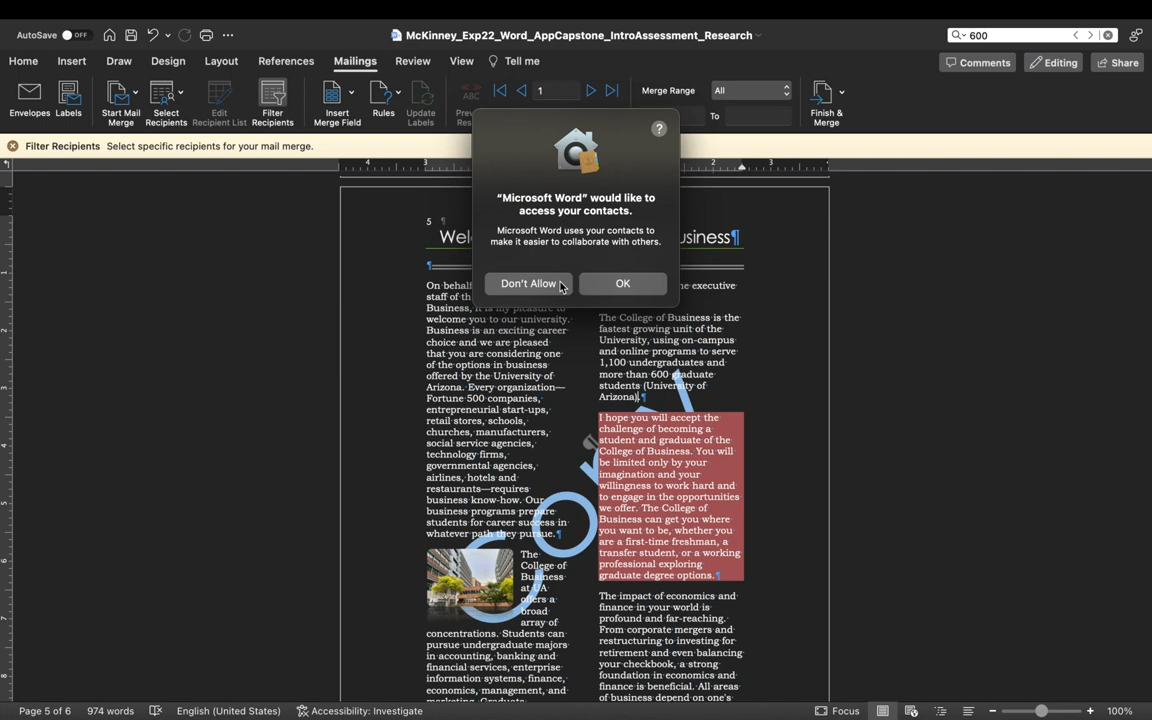 AutoSave OFF McKinney_Exp22_Word_AppCapstone_IntroAssessment_Research 600
Home Insert Draw Design Layout References Mailings Review View Tell me Comments Editing Share
Envelopes Labels Start Mail Merge Select Recipients Edit Recipient List Filter Recipients Insert Merge Field Rules Update Labels ABC 1 Merge Range All To Finish & Merge
Filter Recipients Select specific recipients for your mail merge.
?
“Microsoft Word” would like to
access your contacts.
Microsoft Word uses your contacts to
make it easier to collaborate with others.
Don't Allow OK
4 3 2 3
5 ¶
Wel siness¶
¶
On·behalf
staff·of·th
Business,·it·is·my·pleasure·to·
welcome·you·to·our·university.·
Business·is·an·exciting·career·
choice·and·we·are·pleased·
that·you·are·considering·one·
of·the·options·in·business·
offered·by·the·University·of·
Arizona.·Every·organization—
Fortune·500·companies,·
entrepreneurial·start-ups,·
retail·stores,·schools,·
churches,·manufacturers,·
social·service·agencies,·
technology·firms,·
governmental·agencies,·
airlines,·hotels·and·
restaurants—requires·
business·know-how.·Our·
business·programs·prepare·
students·for·career·success·in·
whatever·path·they·pursue.¶
The·
College·of·
Business·
at·UA·
offers·a·
broad·
array·of·
concentrations.·Students·can·
pursue·undergraduate·majors·
in·accounting,·banking·and·
financial·services,·enterprise·
information·systems,·finance,·
economics,·management,·and·
marketing.·Graduate·
he·executive·
The·College·of·Business·is·the·
fastest·growing·unit·of·the·
University,·using·on-campus·
and·online·programs·to·serve·
1,100·undergraduates·and·
more·than·600·graduate·
students·(University·of·
Arizona).¶
I·hope·you·will·accept·the·
challenge·of·becoming·a·
student·and·graduate·of·the·
College·of·Business.·You·will·
be·limited·only·by·your·
imagination·and·your·
willingness·to·work·hard·and·
to·engage·in·the·opportunities·
we·offer.·The·College·of·
Business·can·get·you·where·
you·want·to·be,·whether·you·
are·a·first-time·freshman,·a·
transfer·student,·or·a·working·
professional·exploring·
graduate·degree·options.¶
The·impact·of·economics·and·
finance·in·your·world·is·
profound·and·far-reaching.·
From·corporate·mergers·and·
restructuring·to·investing·for·
retirement·and·even·balancing·
your·checkbook,·a·strong·
foundation·in·economics·and·
finance·is·beneficial.·All·areas·
of·business·depend·on·one's·
Page 5 of 6 974 words English (United States) Accessibility: Investigate Focus 100%